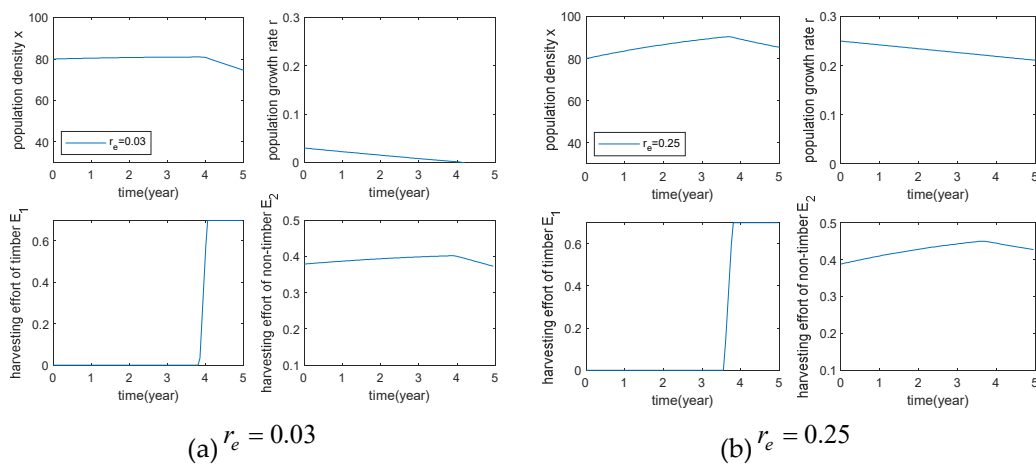 population density x
100
80
60
40
0 1 2 3 4 5
time(year)
r_e=0.03
population growth rate r
0.3
0.2
0.1
0
0 1 2 3 4 5
time(year)
harvesting effort of timber E_1
0.6
0.4
0.2
0
0 1 2 3 4 5
time(year)
harvesting effort of non-timber E_2
0.5
0.4
0.3
0.2
0.1
0 1 2 3 4 5
time(year)
(a) r_e = 0.03
population density x
100
80
60
40
0 1 2 3 4 5
time(year)
r_e=0.25
population growth rate r
0.3
0.2
0.1
0
0 1 2 3 4 5
time(year)
harvesting effort of timber E_1
0.6
0.4
0.2
0
0 1 2 3 4 5
time(year)
harvesting effort of non-timber E_2
0.5
0.4
0.3
0.2
0.1
0 1 2 3 4 5
time(year)
(b) r_e = 0.25